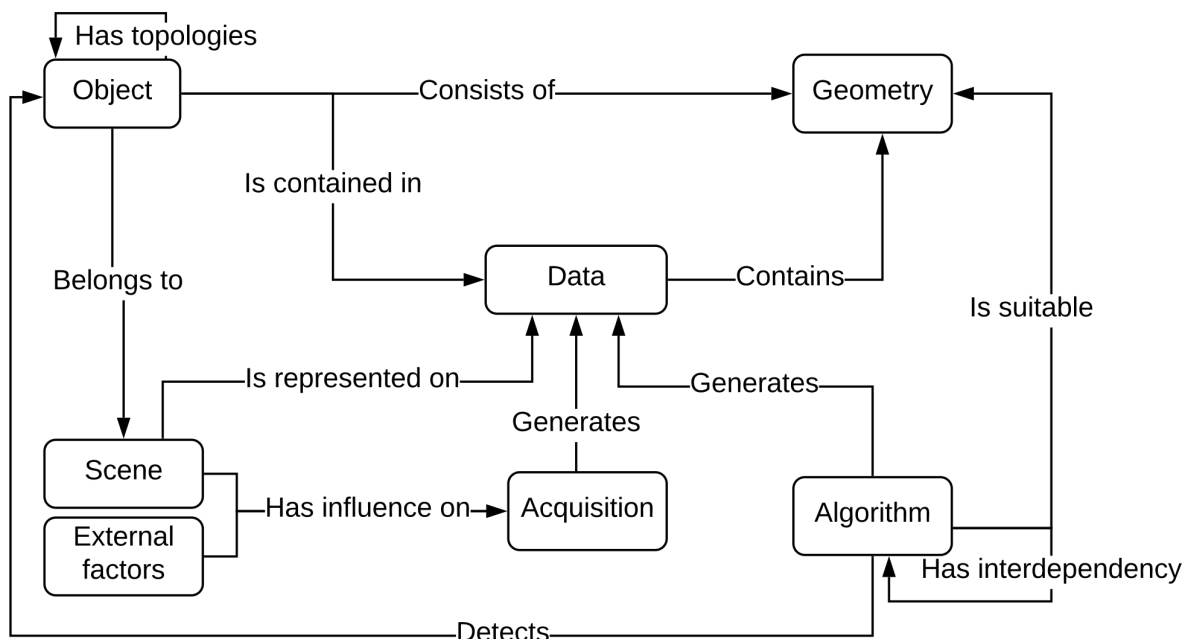 Has topologies
Object
Consists of
Geometry
Is contained in
Belongs to
Data
Contains
Is suitable
Is represented on
Generates
Generates
Scene
Has influence on
Acquisition
Algorithm
External
factors
Has interdependency
Detects